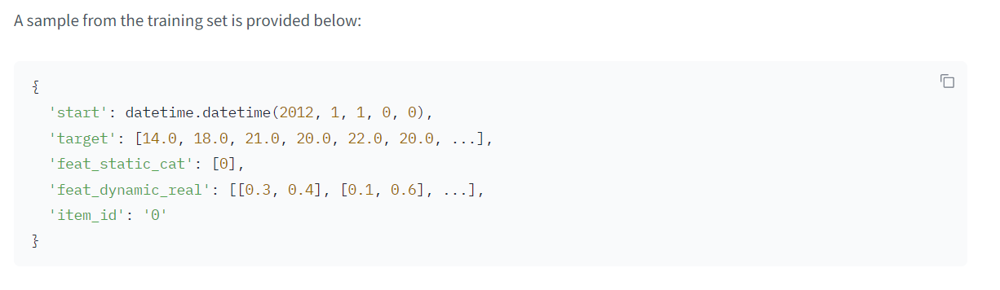 A sample from the training set is provided below:
{
  'start': datetime.datetime(2012, 1, 1, 0, 0),
  'target': [14.0, 18.0, 21.0, 20.0, 22.0, 20.0, ...],
  'feat_static_cat': [0],
  'feat_dynamic_real': [[0.3, 0.4], [0.1, 0.6], ...],
  'item_id': '0'
}